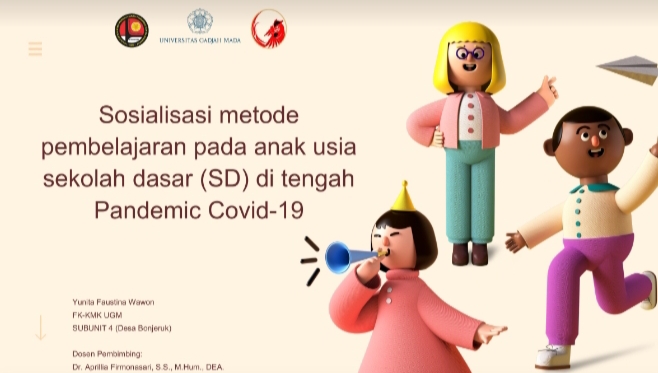 UNIVERSITAS GADJAH MADA
Sosialisasi metode
pembelajaran pada anak usia
sekolah dasar (SD) di tengah
Pandemic Covid-19
Yunita Faustina Wawon
FK-KMK UGM
SUBUNIT 4 (Desa Bonjeruk)
Dosen Pembimbing:
Dr. Aprillia Firmonasari, S.S., M.Hum., DEA.